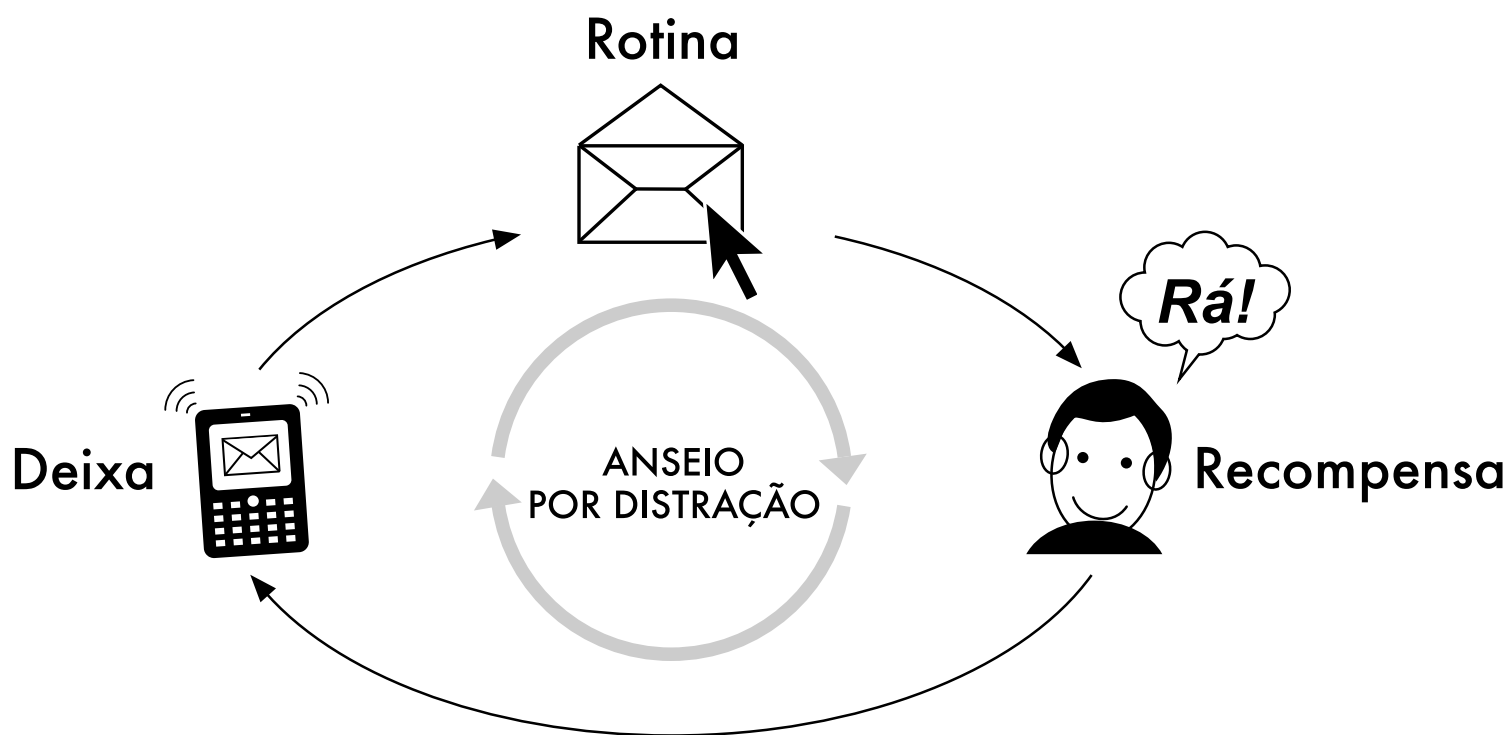 Rotina
Rá!
Deixa
ANSEIO
POR DISTRAÇÃO
Recompensa